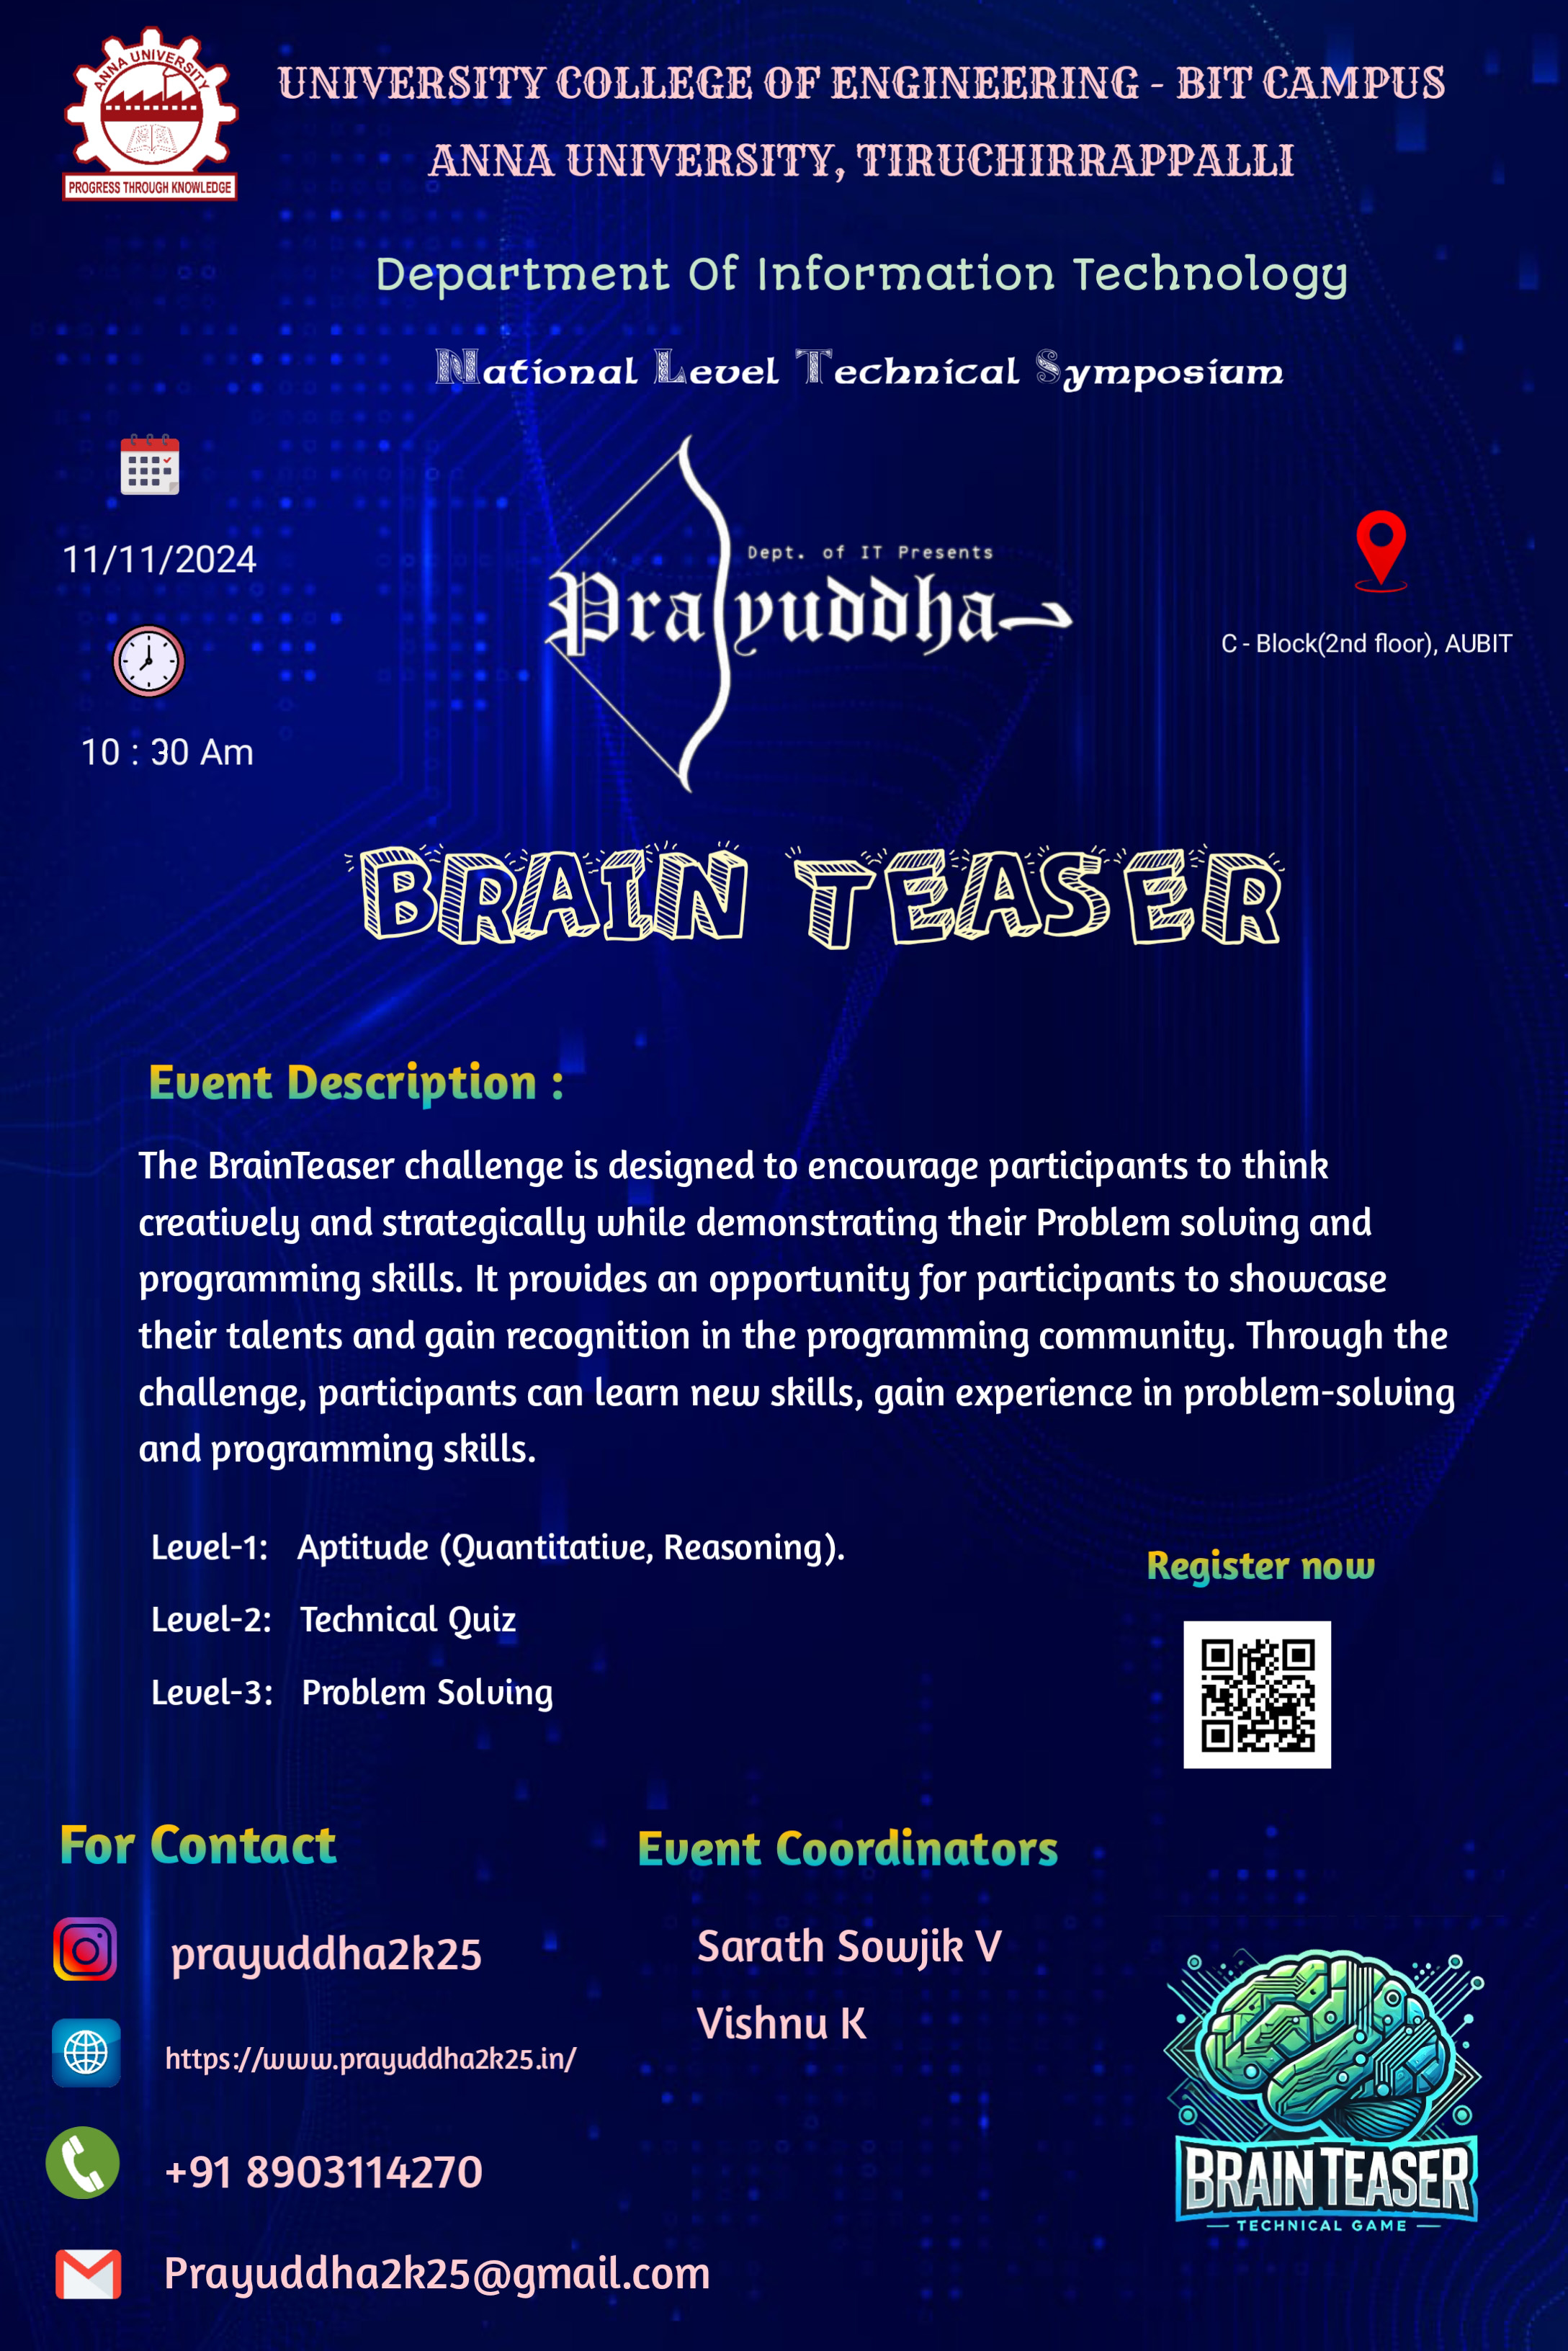 ANNA UNIVERSITY
PROGRESS THROUGH KNOWLEDGE
UNIVERSITY COLLEGE OF ENGINEERING - BIT CAMPUS
ANNA UNIVERSITY, TIRUCHIRRAPPALLI
Department Of Information Technology
National Level Technical Symposium
11/11/2024
10 : 30 Am
Dept. of IT Presents
Prayuddha
C - Block(2nd floor), AUBIT
BRAIN TEASER
Event Description :
The BrainTeaser challenge is designed to encourage participants to think
creatively and strategically while demonstrating their Problem solving and
programming skills. It provides an opportunity for participants to showcase
their talents and gain recognition in the programming community. Through the
challenge, participants can learn new skills, gain experience in problem-solving
and programming skills.
Level-1: Aptitude (Quantitative, Reasoning).
Level-2: Technical Quiz
Level-3: Problem Solving
Register now
For Contact
prayuddha2k25
https://www.prayuddha2k25.in/
+91 8903114270
Prayuddha2k25@gmail.com
Event Coordinators
Sarath Sowjik V
Vishnu K
BRAIN TEASER
TECHNICAL GAME